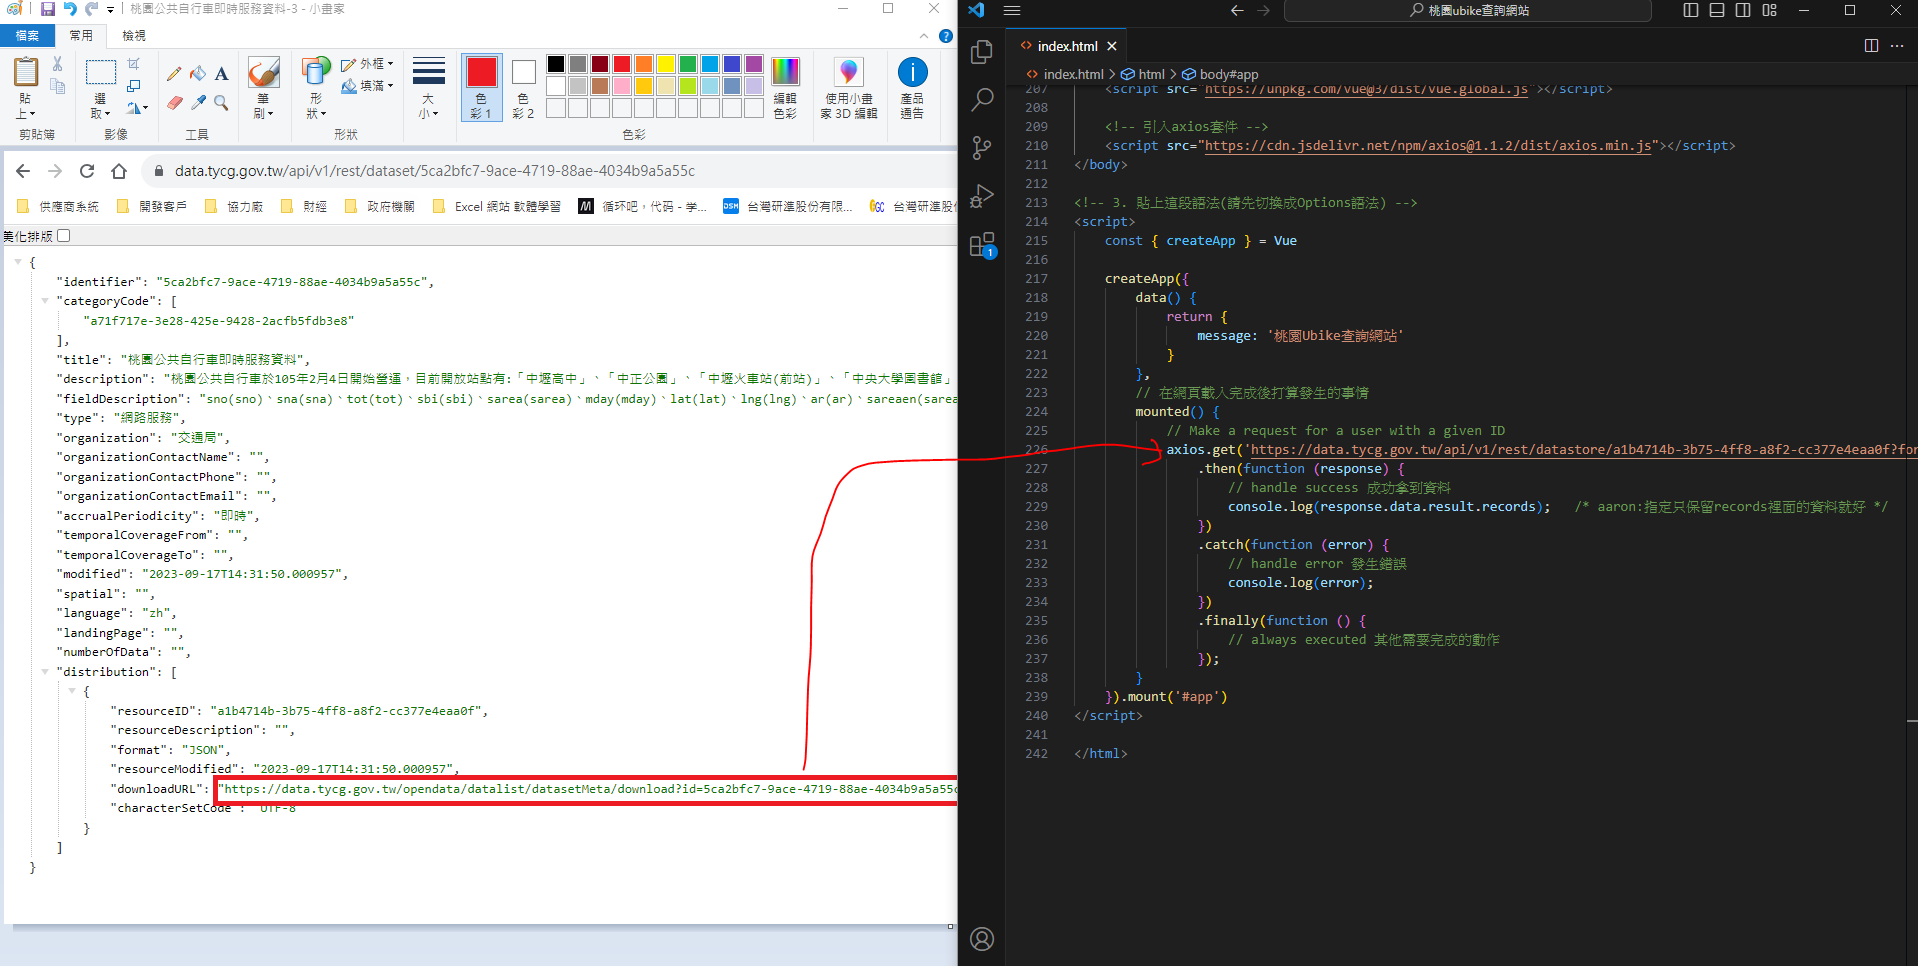 桃園公共自行車即時服務資料-3 - 小畫家
檔案 常用 檢視
貼上 選取 筆刷 形狀 外框 填滿 大小 色彩 1 色彩 2 編輯色彩 使用小畫家 3D 編輯 產品通告
剪貼簿 影像 工具 形狀 色彩
data.tycg.gov.tw/api/v1/rest/dataset/5ca2bfc7-9ace-4719-88ae-4034b9a5a55c
供應商系統 開發客戶 協力廠 財經 政府機關 Excel 網站 軟體學習 循环吧，代码 - 学... 台灣研準股份有限... 台灣研準股份
美化排版
{
"identifier": "5ca2bfc7-9ace-4719-88ae-4034b9a5a55c",
"categoryCode": [
"a71f717e-3e28-425e-9428-2acfb5fdb3e8"
],
"title": "桃園公共自行車即時服務資料",
"description": "桃園公共自行車於105年2月4日開始營運，目前開放站點有:「中壢高中」、「中正公園」、「中壢火車站(前站)」、「中央大學圖書館」
"fieldDescription": "sno(sno)、sna(sna)、tot(tot)、sbi(sbi)、sarea(sarea)、mday(mday)、lat(lat)、lng(lng)、ar(ar)、sareaen(sarea
"type": "網路服務",
"organization": "交通局",
"organizationContactName": "",
"organizationContactPhone": "",
"organizationContactEmail": "",
"accrualPeriodicity": "即時",
"temporalCoverageFrom": "",
"temporalCoverageTo": "",
"modified": "2023-09-17T14:31:50.000957",
"spatial": "",
"language": "zh",
"landingPage": "",
"numberOfData": "",
"distribution": [
{
"resourceID": "a1b4714b-3b75-4ff8-a8f2-cc377e4eaa0f",
"resourceDescription": "",
"format": "JSON",
"resourceModified": "2023-09-17T14:31:50.000957",
"downloadURL": "https://data.tycg.gov.tw/opendata/datalist/datasetMeta/download?id=5ca2bfc7-9ace-4719-88ae-4034b9a5a55c
"characterSetCode": "UTF-8"
}
]
}
桃園ubike查詢網站
index.html
index.html > html > body#app
207 <script src="https://unpkg.com/vue@3/dist/vue.global.js"></script>
208
209 <!-- 引入axios套件 -->
210 <script src="https://cdn.jsdelivr.net/npm/axios@1.1.2/dist/axios.min.js"></script>
211 </body>
212
213 <!-- 3. 貼上這段語法(請先切換成Options語法) -->
214 <script>
215 const { createApp } = Vue
216
217 createApp({
218 data() {
219 return {
220 message: '桃園Ubike查詢網站'
221 }
222 },
223 // 在網頁載入完成後打算發生的事情
224 mounted() {
225 // Make a request for a user with a given ID
226 axios.get('https://data.tycg.gov.tw/api/v1/rest/datastore/a1b4714b-3b75-4ff8-a8f2-cc377e4eaa0f?for
227 .then(function (response) {
228 // handle success 成功拿到資料
229 console.log(response.data.result.records); /* aaron:指定只保留records裡面的資料就好 */
230 })
231 .catch(function (error) {
232 // handle error 發生錯誤
233 console.log(error);
234 })
235 .finally(function () {
236 // always executed 其他需要完成的動作
237 });
238 }
239 }).mount('#app')
240 </script>
241
242 </html>
1